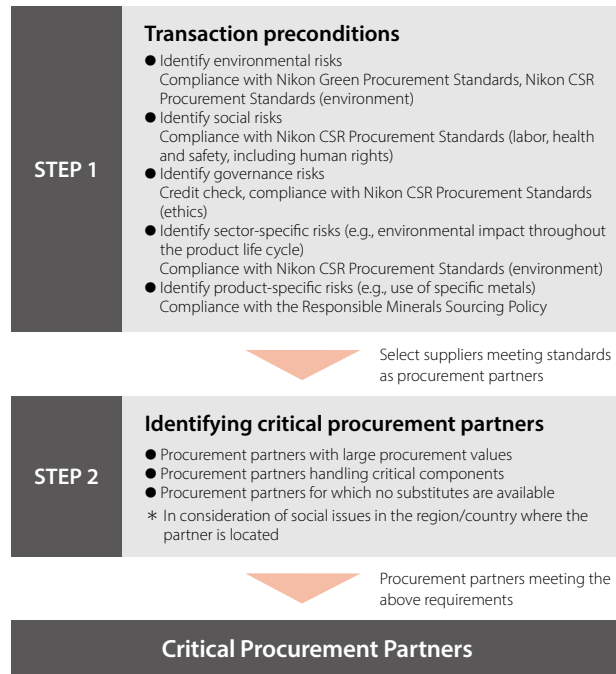 STEP 1
Transaction preconditions
● Identify environmental risks
Compliance with Nikon Green Procurement Standards, Nikon CSR
Procurement Standards (environment)
● Identify social risks
Compliance with Nikon CSR Procurement Standards (labor, health
and safety, including human rights)
● Identify governance risks
Credit check, compliance with Nikon CSR Procurement Standards
(ethics)
● Identify sector-specific risks (e.g., environmental impact throughout
the product life cycle)
Compliance with Nikon CSR Procurement Standards (environment)
● Identify product-specific risks (e.g., use of specific metals)
Compliance with the Responsible Minerals Sourcing Policy
Select suppliers meeting standards
as procurement partners
STEP 2
Identifying critical procurement partners
● Procurement partners with large procurement values
● Procurement partners handling critical components
● Procurement partners for which no substitutes are available
* In consideration of social issues in the region/country where the
partner is located
Procurement partners meeting the
above requirements
Critical Procurement Partners